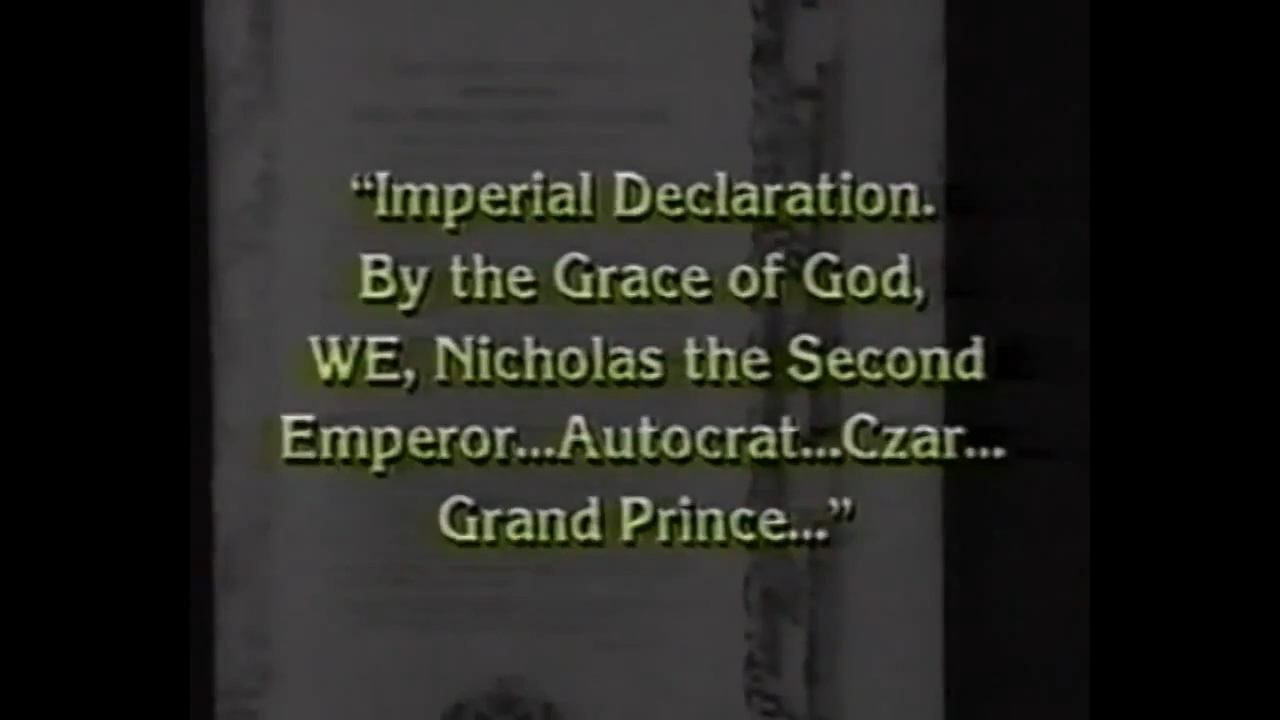 “Imperial Declaration.
By the Grace of God,
WE, Nicholas the Second
Emperor...Autocrat...Czar...
Grand Prince...”